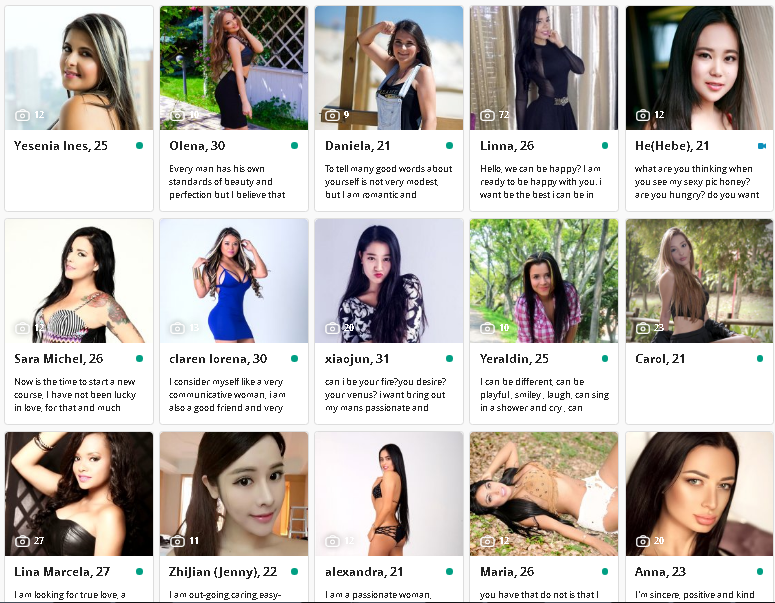 12
10
9
72
12
Yesenia Ines, 25
Olena, 30
Daniela, 21
Linna, 26
He(Hebe), 21
Every man has his own
standards of beauty and
perfection but I believe that
To tell many good words about
yourself is not very modest,
but I am romantic and
Hello, we can be happy? I am
ready to be happy with you. i
want be the best i can be in
what are you thinking when
you see my sexy pic honey?
are you hungry? do you want
12
13
20
10
23
Sara Michel, 26
claren lorena, 30
xiaojun, 31
Yeraldin, 25
Carol, 21
Now is the time to start a new
course, I have not been lucky
in love, for that and much
I consider myself like a very
communicative woman, i am
also a good friend and very
can i be your fire?you desire?
your venus? i want bring out
my mans passionate and
I can be different, can be
playful, smiley, laugh, can sing
in a shower and cry, can
27
11
12
12
20
Lina Marcela, 27
ZhiJian (Jenny), 22
alexandra, 21
Maria, 26
Anna, 23
I am looking for true love, a
I am out-going,caring,easy-
I am a passionate woman,
you have that do not is that I
I'm sincere, positive and kind